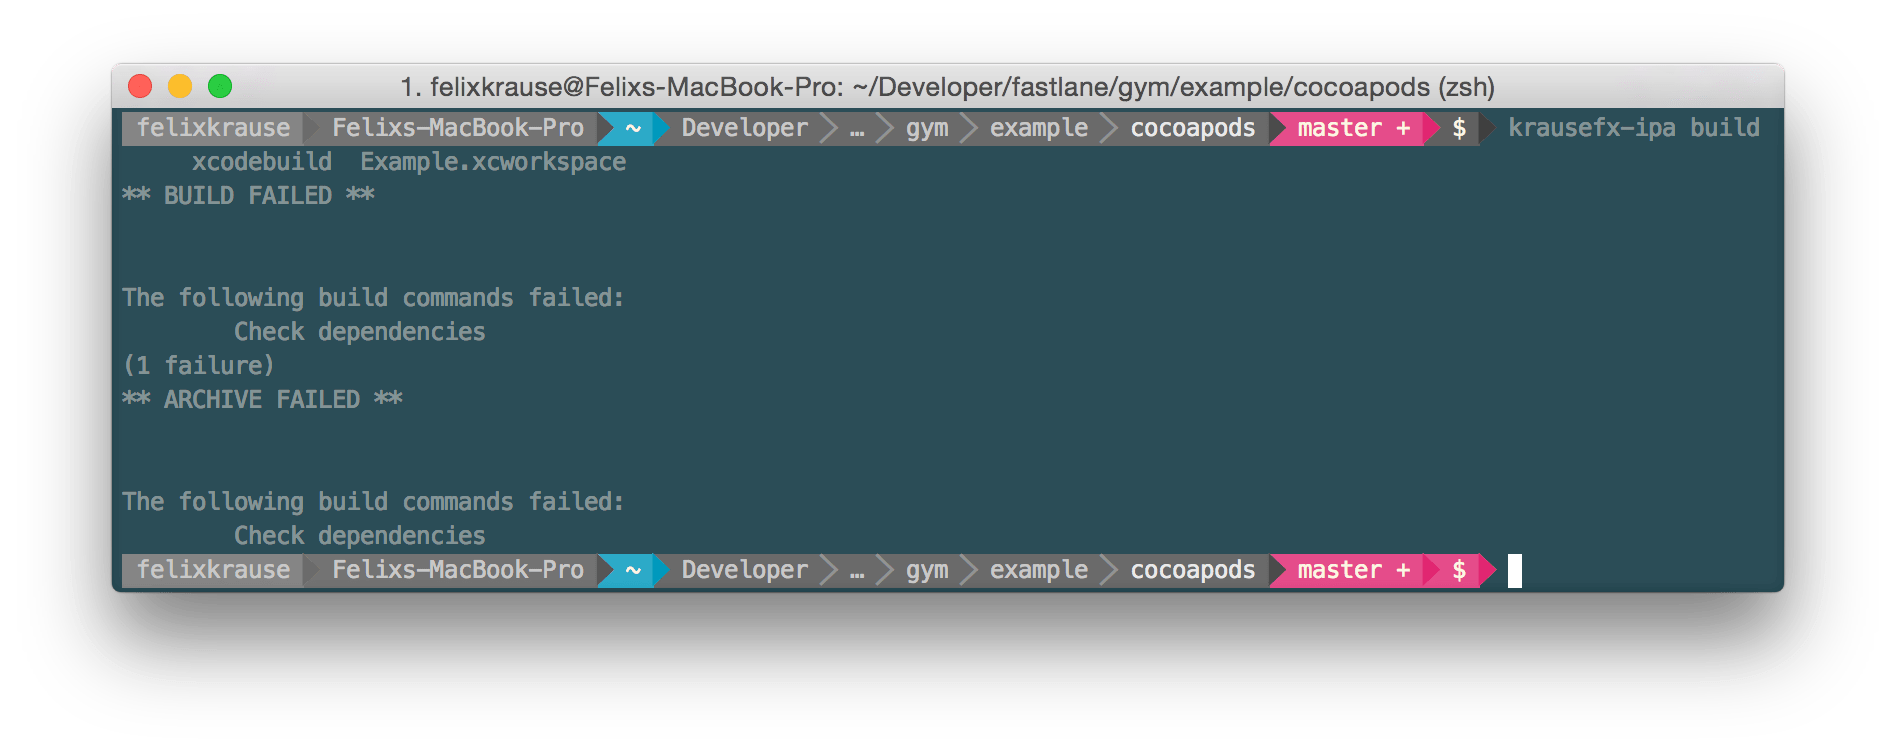 1. felixkrause@Felixs-MacBook-Pro: ~/Developer/fastlane/gym/example/cocoapods (zsh)
felixkrause Felixs-MacBook-Pro ~ Developer … gym example cocoapods master + $ krausefx-ipa build
xcodebuild Example.xcworkspace
** BUILD FAILED **
The following build commands failed:
Check dependencies
(1 failure)
** ARCHIVE FAILED **
The following build commands failed:
Check dependencies
felixkrause Felixs-MacBook-Pro ~ Developer … gym example cocoapods master + $